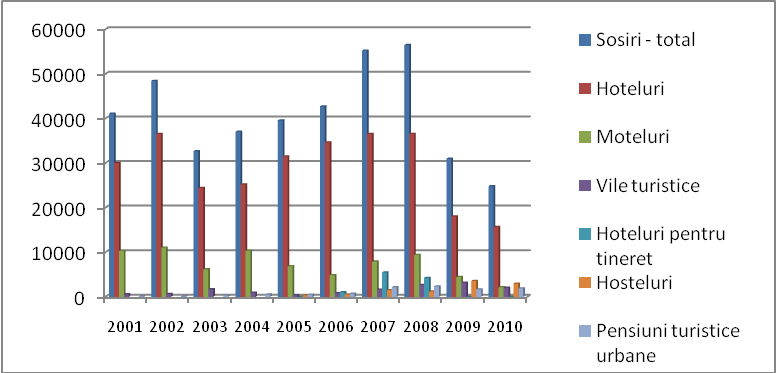 60000
50000
40000
30000
20000
10000
0
2001 2002 2003 2004 2005 2006 2007 2008 2009 2010
Sosiri - total
Hoteluri
Moteluri
Vile turistice
Hoteluri pentru
tineret
Hosteluri
Pensiuni turistice
urbane